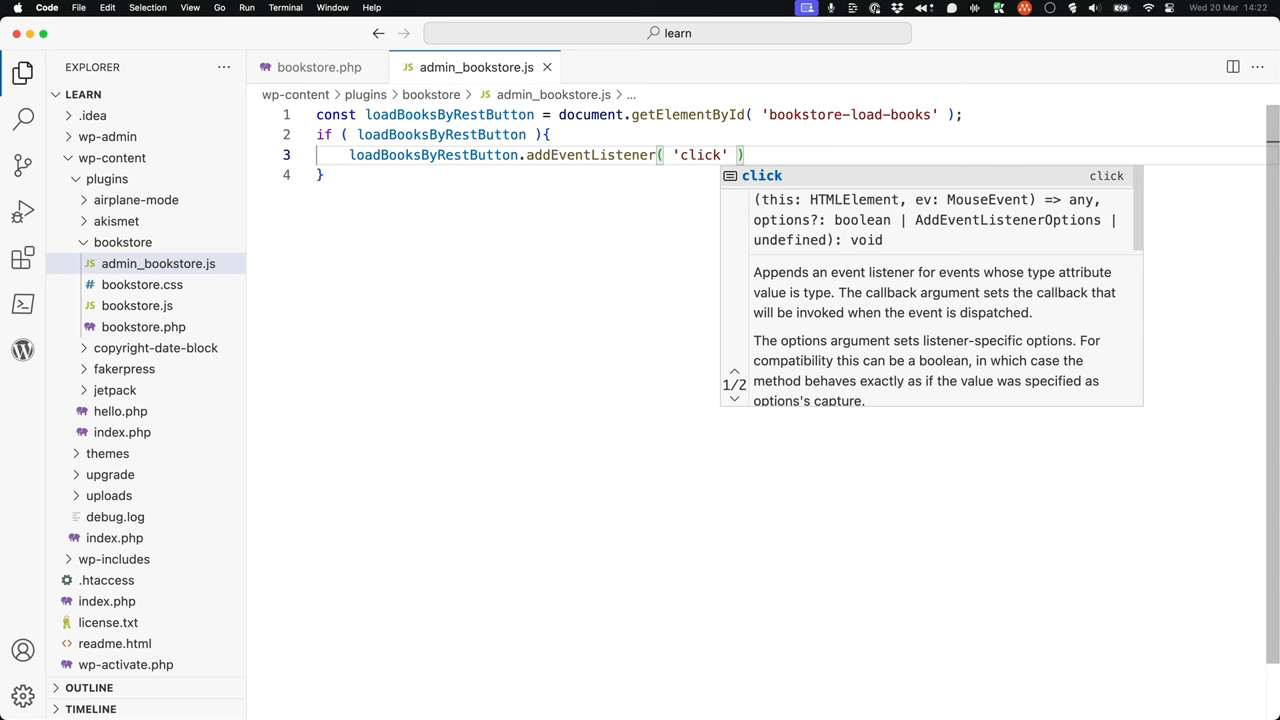 Code File Edit Selection View Go Run Terminal Window Help Wed 20 Mar 14:22
learn
EXPLORER
bookstore.php JS admin_bookstore.js
LEARN
wp-content > plugins > bookstore > JS admin_bookstore.js > ...
.idea
wp-admin
wp-content
plugins
airplane-mode
akismet
bookstore
JS admin_bookstore.js
# bookstore.css
JS bookstore.js
bookstore.php
copyright-date-block
fakerpress
jetpack
hello.php
index.php
themes
upgrade
uploads
debug.log
index.php
wp-includes
.htaccess
index.php
license.txt
readme.html
wp-activate.php
OUTLINE
TIMELINE
1 const loadBooksByRestButton = document.getElementById( 'bookstore-load-books' );
2 if ( loadBooksByRestButton ){
3 loadBooksByRestButton.addEventListener( 'click' )
4 }
click click
(this: HTMLElement, ev: MouseEvent) => any,
options?: boolean | AddEventListenerOptions |
undefined): void
Appends an event listener for events whose type attribute
value is type. The callback argument sets the callback that
will be invoked when the event is dispatched.
The options argument sets listener-specific options. For
compatibility this can be a boolean, in which case the
1/2
method behaves exactly as if the value was specified as
options's capture.